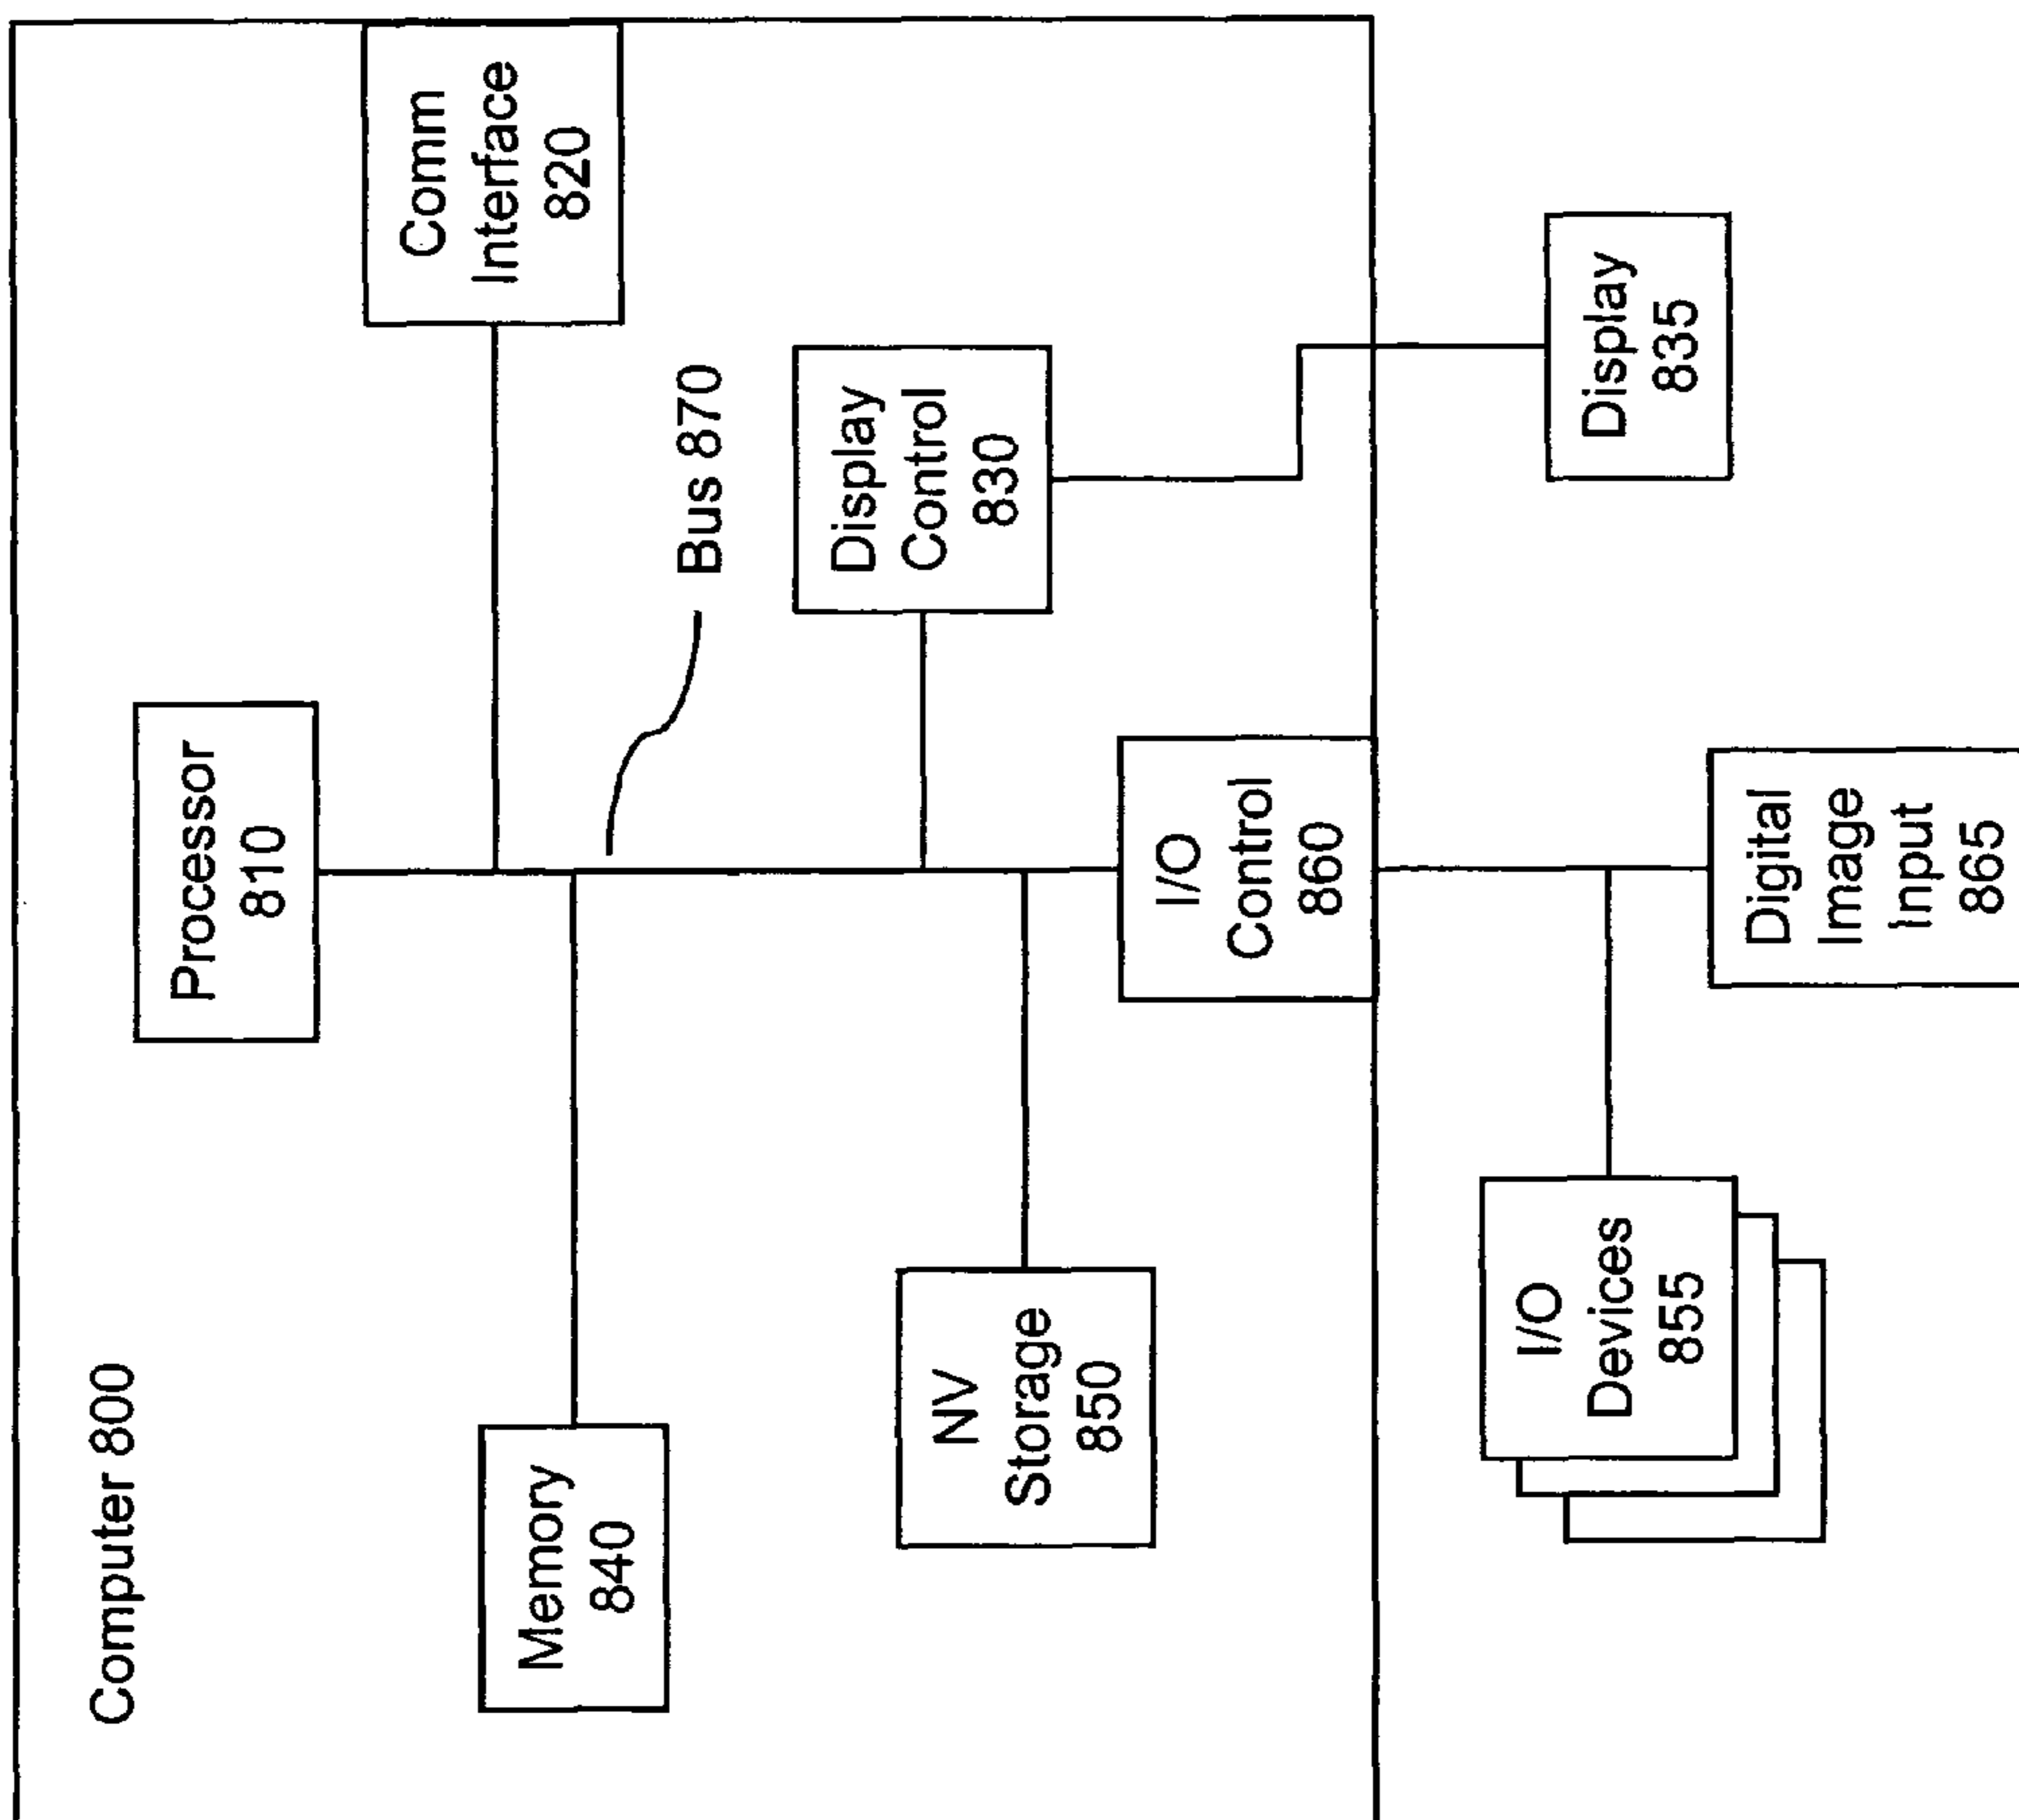 Computer 800
Processor
810
Comm
Interface
820
Memory
840
Bus 870
Display
Control
830
NV
Storage
850
I/O
Control
860
I/O
Devices
855
Display
835
Digital
Image
Input
865